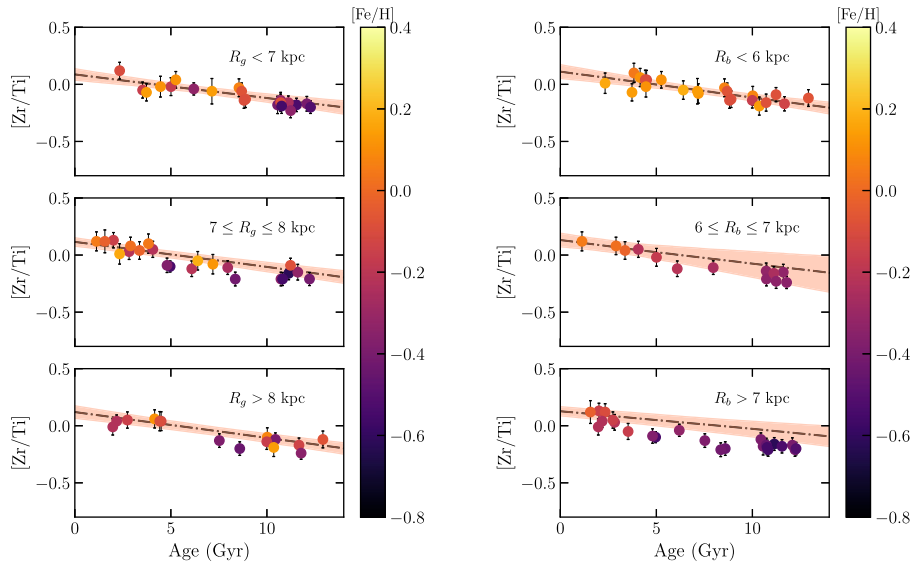 [Fe/H]
[Fe/H]
0.5
0.0
−0.5
[Zr/Ti]
R_g < 7 kpc
0.5
0.0
−0.5
[Zr/Ti]
7 ≤ R_g ≤ 8 kpc
0.5
0.0
−0.5
[Zr/Ti]
R_g > 8 kpc
0
5
10
Age (Gyr)
0.4
0.2
0.0
−0.2
−0.4
−0.6
−0.8
0.5
0.0
−0.5
[Zr/Ti]
R_b < 6 kpc
0.5
0.0
−0.5
[Zr/Ti]
6 ≤ R_b ≤ 7 kpc
0.5
0.0
−0.5
[Zr/Ti]
R_b > 7 kpc
0
5
10
Age (Gyr)
0.4
0.2
0.0
−0.2
−0.4
−0.6
−0.8